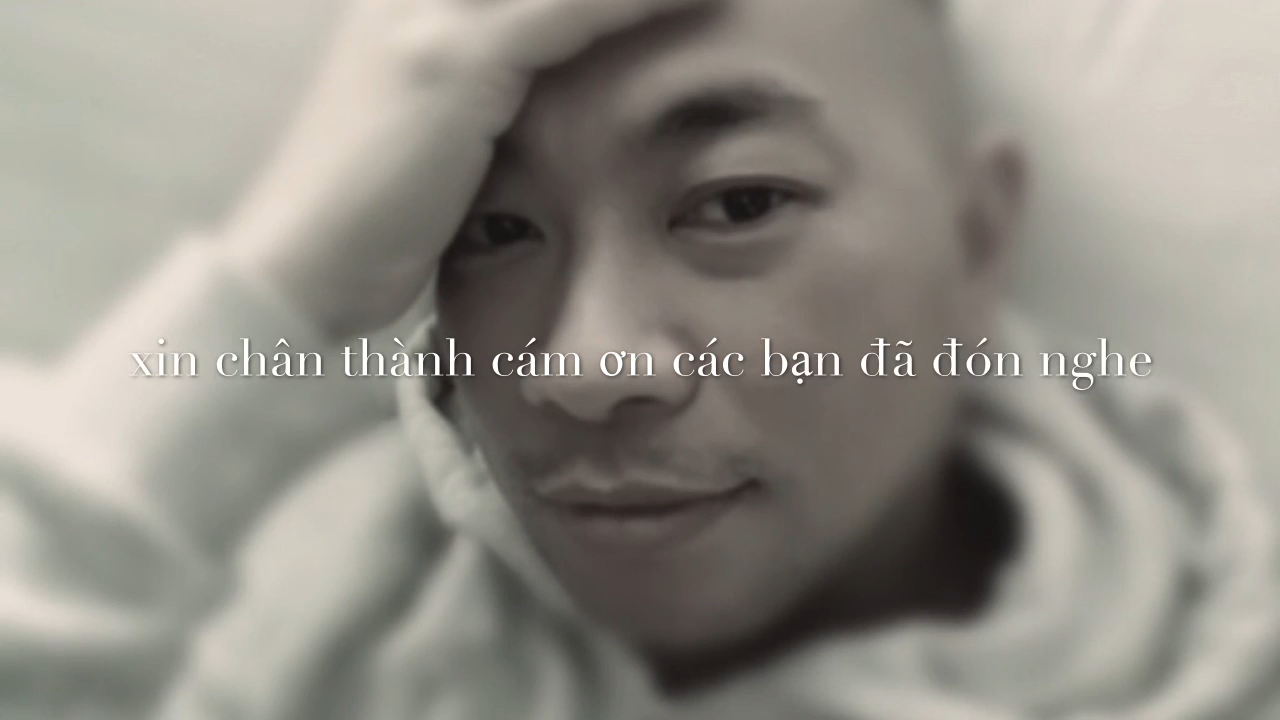 xin chân thành cám ơn các bạn đã đón nghe